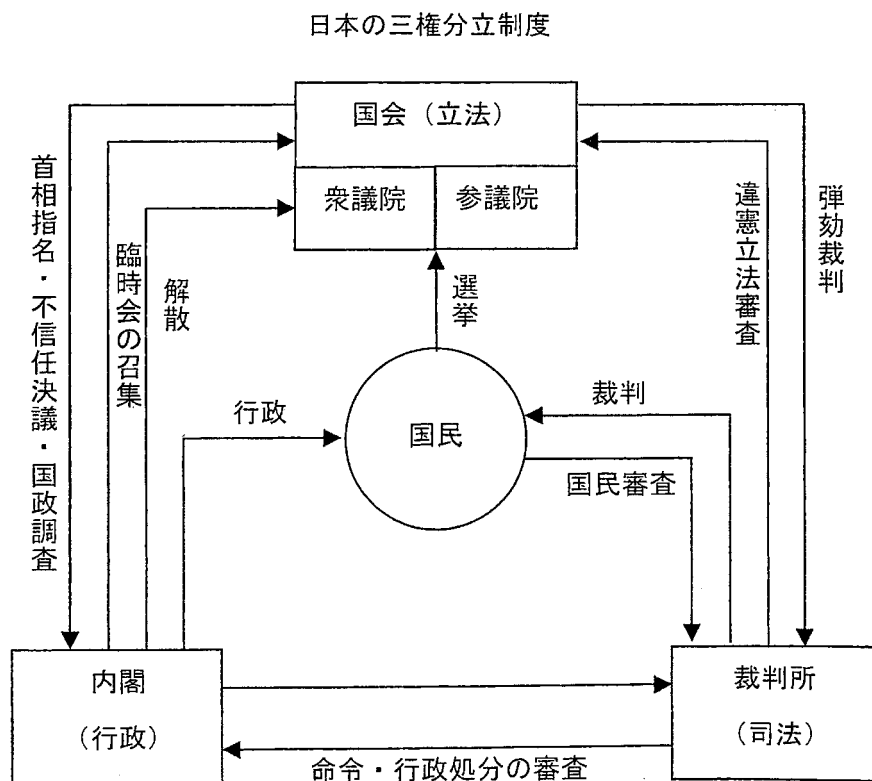 日本の三権分立制度
国会（立法）
衆議院
参議院
首相指名・不信任決議・国政調査
臨時会の召集
解散
選挙
違憲立法審査
弾劾裁判
行政
国民
裁判
国民審査
内閣
（行政）
裁判所
（司法）
命令・行政処分の審査